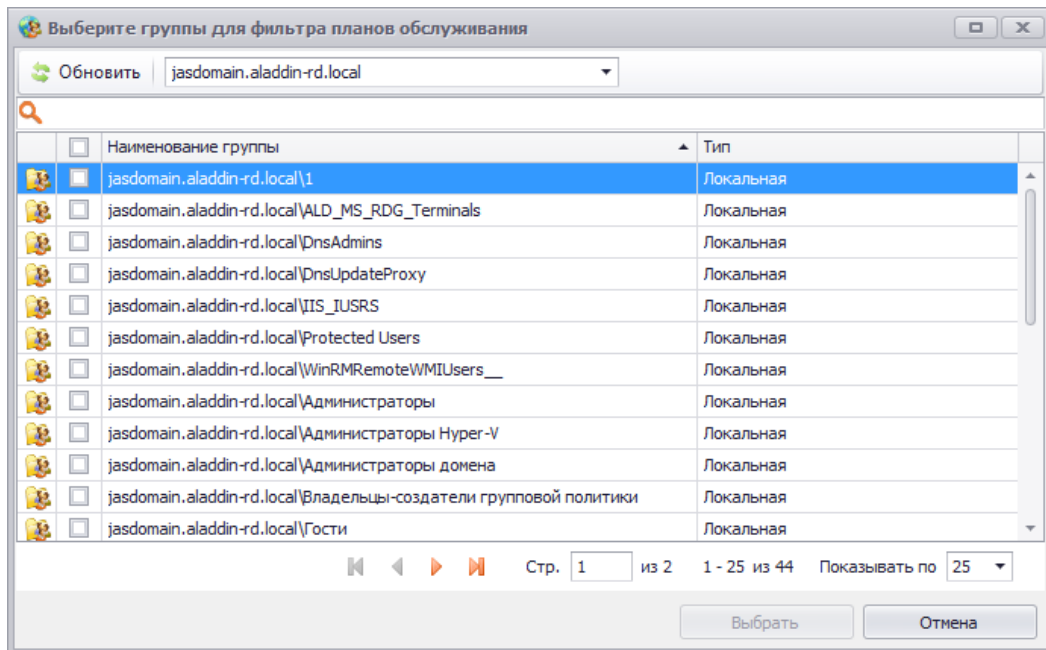 Выберите группы для фильтра планов обслуживания
Обновить jasdomain.aladdin-rd.local
Наименование группы Тип
jasdomain.aladdin-rd.local\1 Локальная
jasdomain.aladdin-rd.local\ALD_MS_RDG_Terminals Локальная
jasdomain.aladdin-rd.local\DnsAdmins Локальная
jasdomain.aladdin-rd.local\DnsUpdateProxy Локальная
jasdomain.aladdin-rd.local\IIS_IUSRS Локальная
jasdomain.aladdin-rd.local\Protected Users Локальная
jasdomain.aladdin-rd.local\WinRMRemoteWMIUsers__ Локальная
jasdomain.aladdin-rd.local\Администраторы Локальная
jasdomain.aladdin-rd.local\Администраторы Hyper-V Локальная
jasdomain.aladdin-rd.local\Администраторы домена Локальная
jasdomain.aladdin-rd.local\Владельцы-создатели групповой политики Локальная
jasdomain.aladdin-rd.local\Гости Локальная
Стр. 1 из 2 1 - 25 из 44 Показывать по 25
Выбрать Отмена